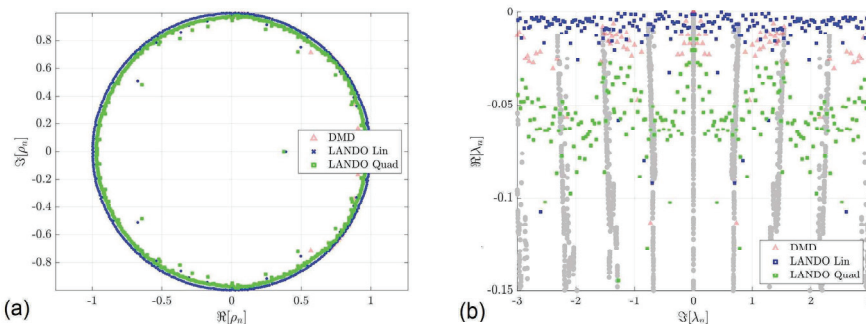 0.8
0.6
0.4
0.2
0
-0.2
-0.4
-0.6
-0.8
ℑ[ρₙ]
-1
-0.5
0
0.5
1
ℜ[ρₙ]
DMD
LANDO Lin
LANDO Quad
(a)
0
-0.05
-0.1
-0.15
ℜ[λₙ]
-3
-2
-1
0
1
2
3
ℑ[λₙ]
DMD
LANDO Lin
LANDO Quad
(b)